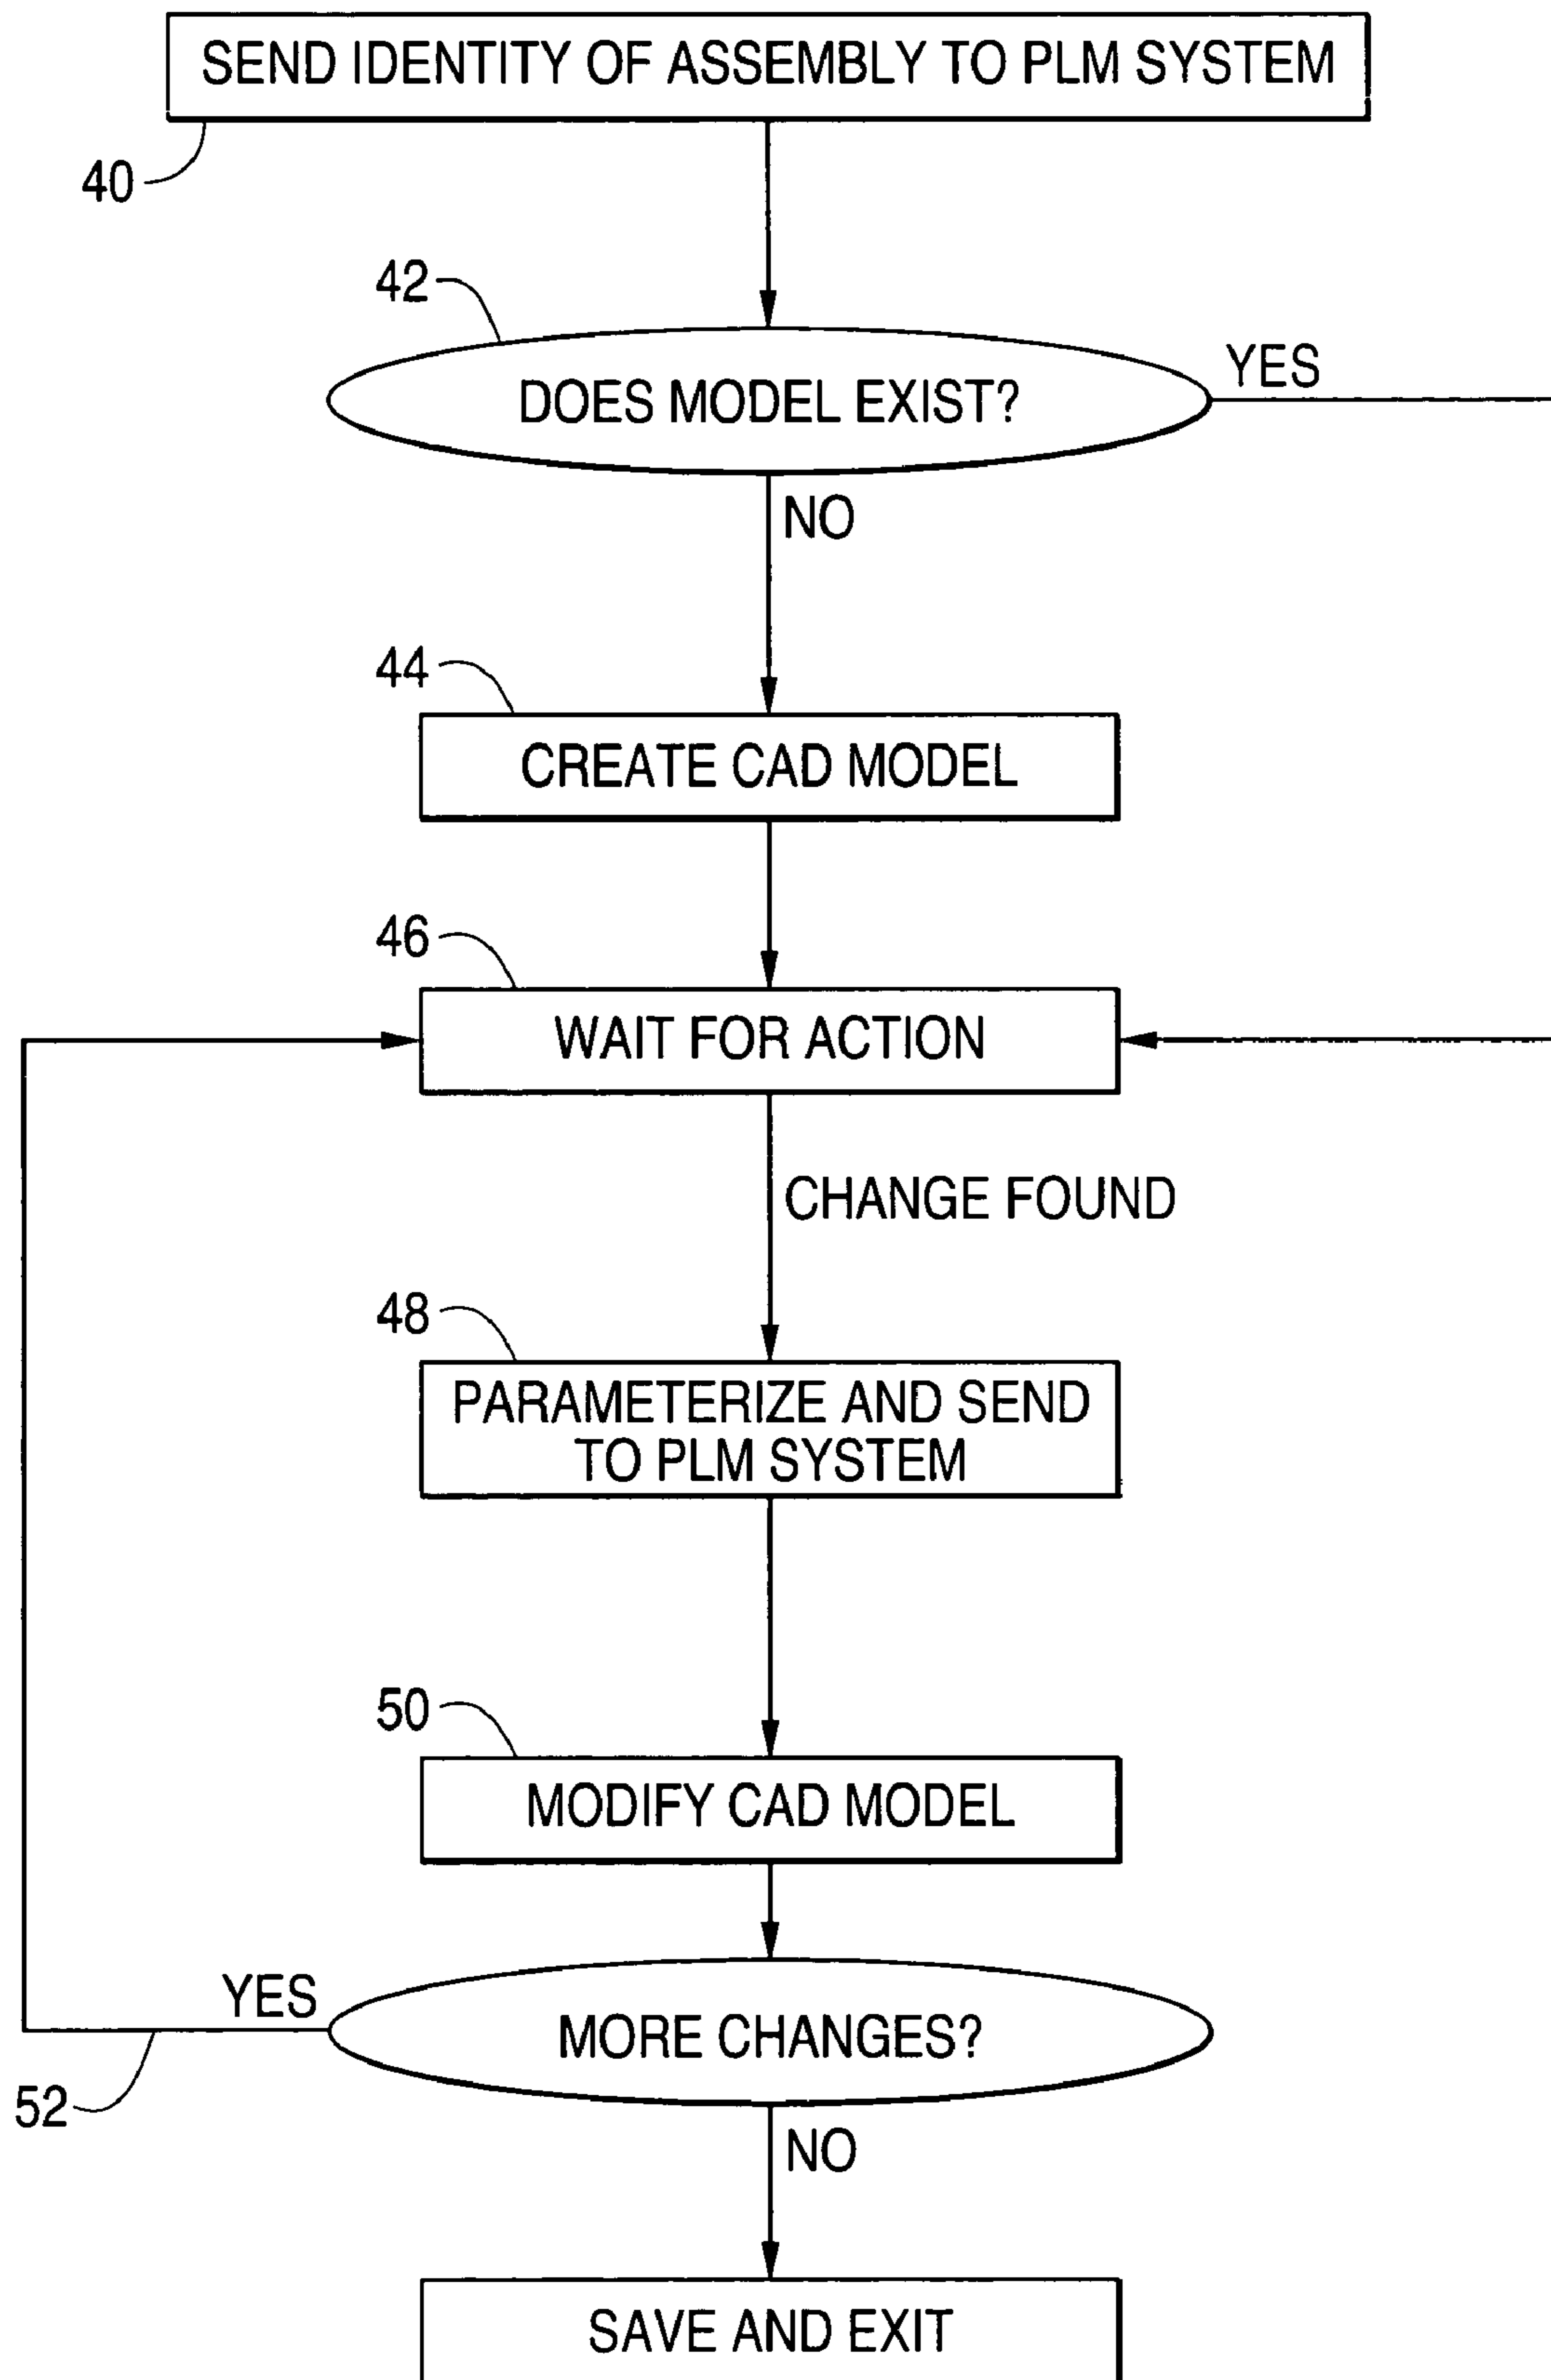 SEND IDENTITY OF ASSEMBLY TO PLM SYSTEM
40
42
DOES MODEL EXIST?
YES
NO
44
CREATE CAD MODEL
46
WAIT FOR ACTION
CHANGE FOUND
48
PARAMETERIZE AND SEND
TO PLM SYSTEM
50
MODIFY CAD MODEL
YES
MORE CHANGES?
52
NO
SAVE AND EXIT